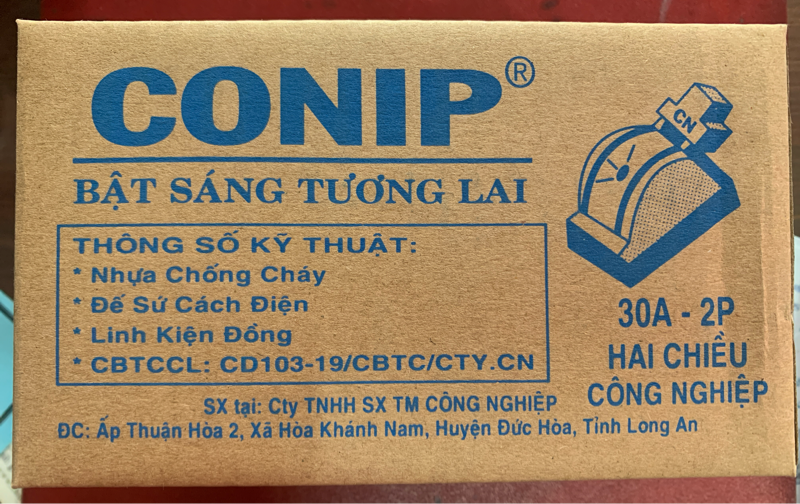 CONIP®
BẬT SÁNG TƯƠNG LAI
THÔNG SỐ KỸ THUẬT:
* Nhựa Chống Cháy
* Đế Sứ Cách Điện
* Linh Kiện Đồng
* CBTCCL: CD103-19/CBTC/CTY.CN
CN
30A - 2P
HAI CHIỀU
CÔNG NGHIỆP
SX tại: Cty TNHH SX TM CÔNG NGHIỆP
ĐC: Ấp Thuận Hòa 2, Xã Hòa Khánh Nam, Huyện Đức Hòa, Tỉnh Long An